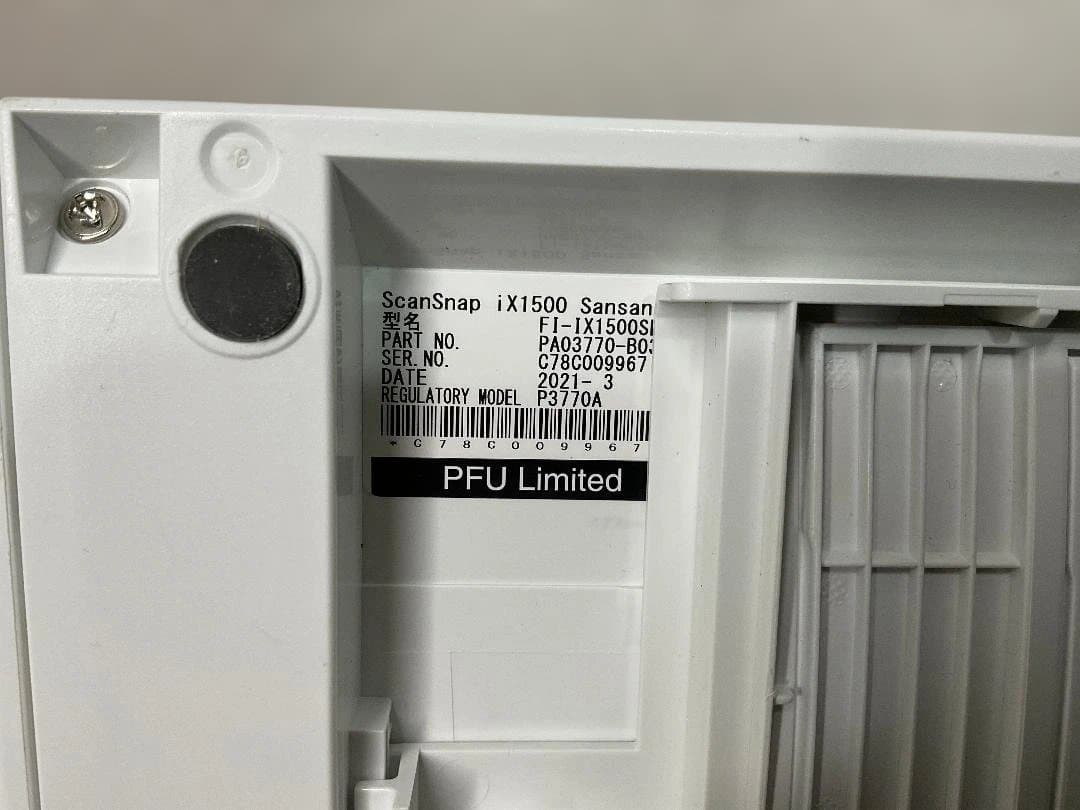 ScanSnap iX1500 Sansan
型名 FI-IX1500S
PART NO. PA03770-B03
SER.NO. C78C009967
DATE 2021- 3
REGULATORY MODEL P3770A
*C78C009967
PFU Limited